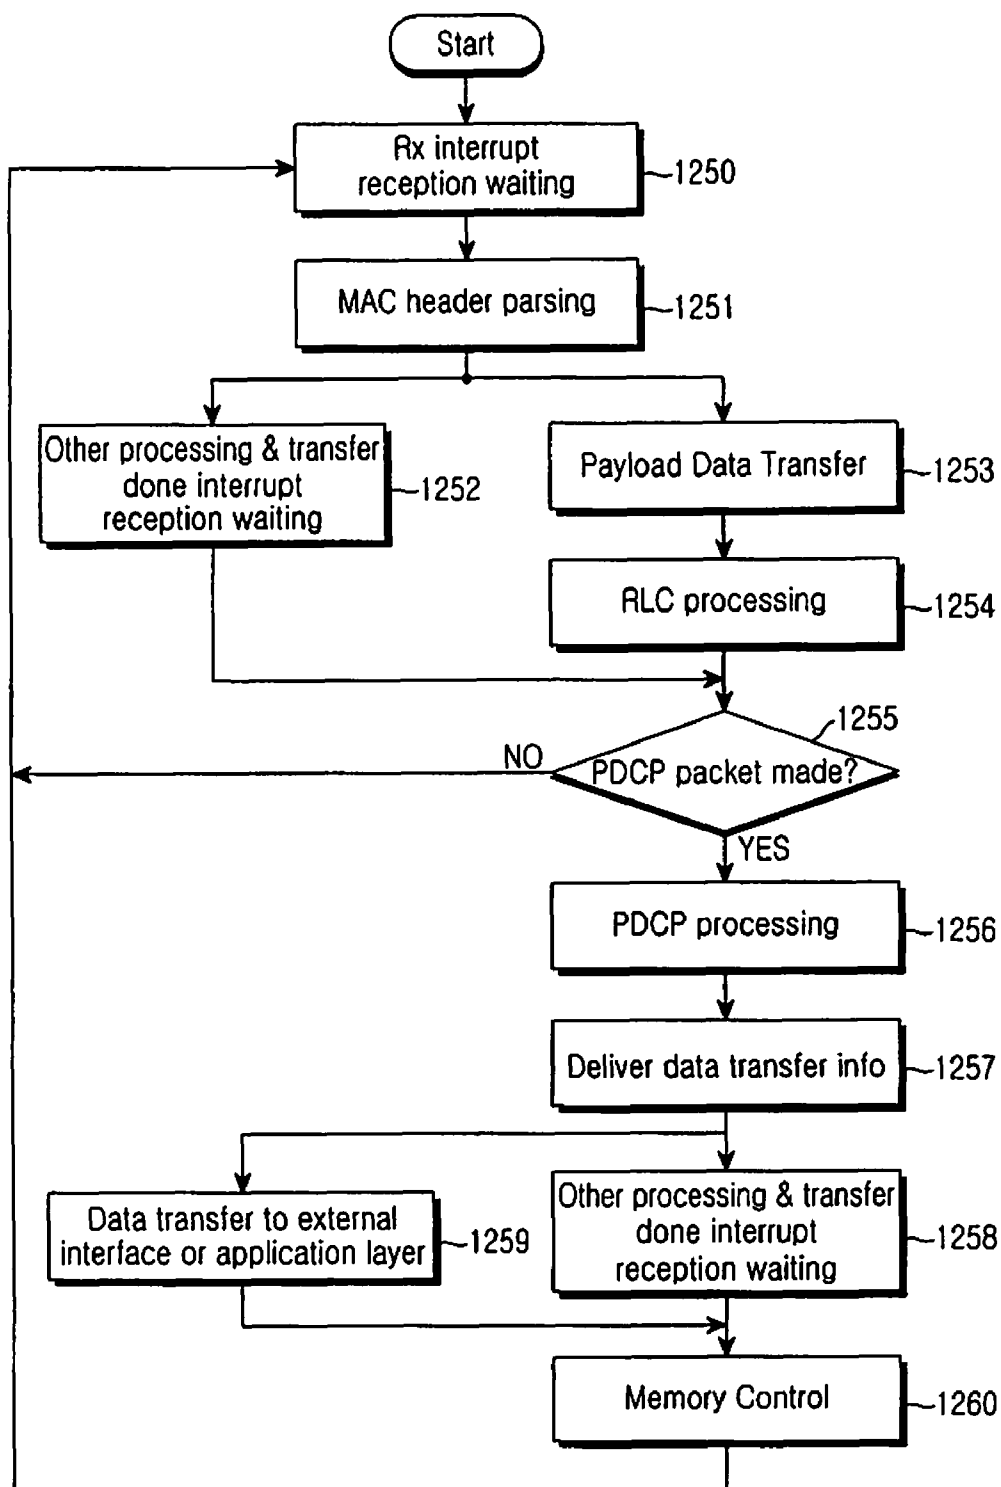 Start
Rx interrupt
reception waiting
1250
MAC header parsing
1251
Other processing & transfer
done interrupt
reception waiting
1252
Payload Data Transfer
1253
RLC processing
1254
1255
PDCP packet made?
NO
YES
PDCP processing
1256
Deliver data transfer info
1257
Data transfer to external
interface or application layer
1259
Other processing & transfer
done interrupt
reception waiting
1258
Memory Control
1260